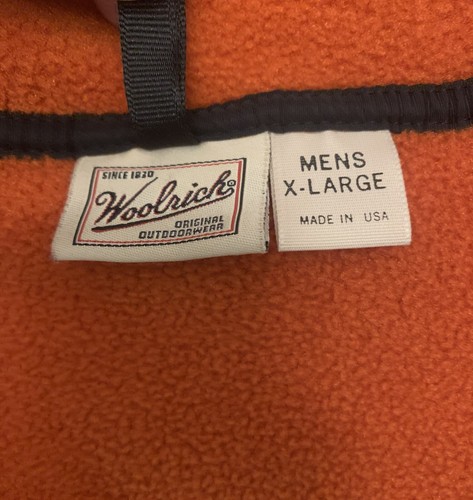 SINCE 1830
Woolrich®
ORIGINAL
OUTDOORWEAR
MENS
X-LARGE
MADE IN USA